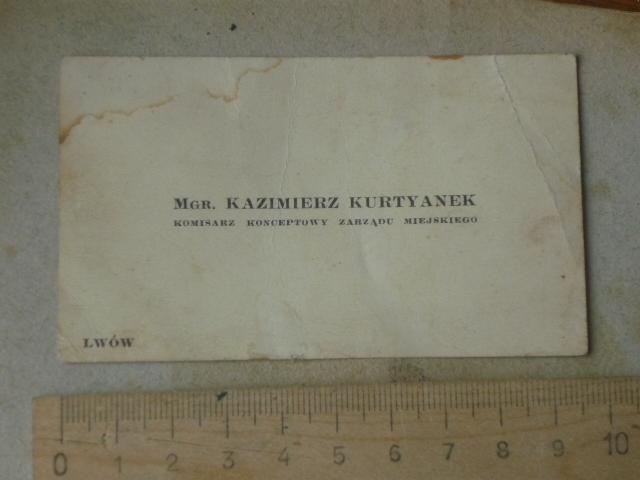 MGR. KAZIMIERZ KURTYANEK
KOMISARZ KONCEPTOWY ZARZĄDU MIEJSKIEGO
LWÓW
0 1 2 3 4 5 6 7 8 9 10